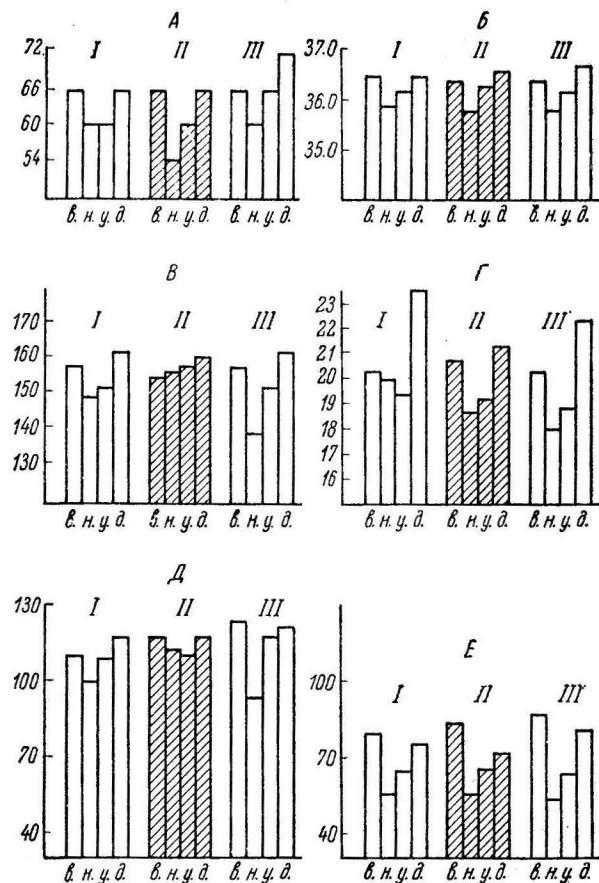 А
72
66
60
54
I
II
III
в. н. у. д. в. н. у. д. в. н. у. д.
Б
37.0
36.0
35.0
I
II
III
в. н. у. д. в. н. у. д. в. н. у. д.
В
170
160
150
140
130
I
II
III
в. н. у. д. в. н. у. д. в. н. у. д.
Г
23
22
21
20
19
18
17
16
I
II
III
в. н. у. д. в. н. у. д. в. н. у. д.
Д
130
100
70
40
I
II
III
в. н. у. д. в. н. у. д. в. н. у. д.
Е
100
70
40
I
II
III
в. н. у. д. в. н. у. д. в. н. у. д.